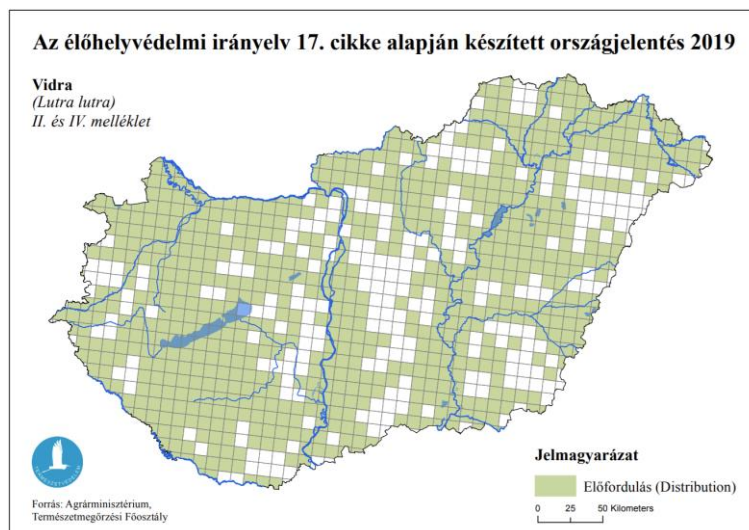 Az élőhelyvédelmi irányelv 17. cikke alapján készített országjelentés 2019
Vidra
(Lutra lutra)
II. és IV. melléklet
TERMÉSZETVÉDELEM
Forrás: Agrárminisztérium,
Természetmegőrzési Főosztály
Jelmagyarázat
Előfordulás (Distribution)
0 25 50 Kilometers